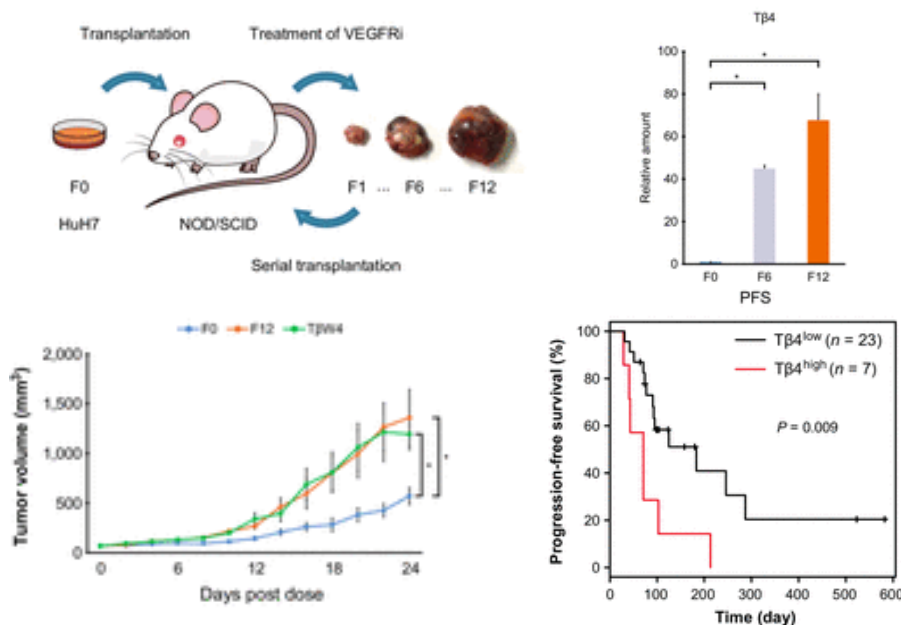 Transplantation
Treatment of VEGFRi
F0
F1 ... F6 ... F12
HuH7
NOD/SCID
Serial transplantation
Tβ4
Relative amount
100
80
60
40
20
0
F0 F6 F12
* *
F0 F12 TβW4
Tumor volume (mm³)
2,000
1,500
1,000
500
0
0 6 12 18 24
Days post dose
* *
PFS
Progression-free survival (%)
100
80
60
40
20
0
Tβ4low (n = 23)
Tβ4high (n = 7)
P = 0.009
0 100 200 300 400 500 600
Time (day)